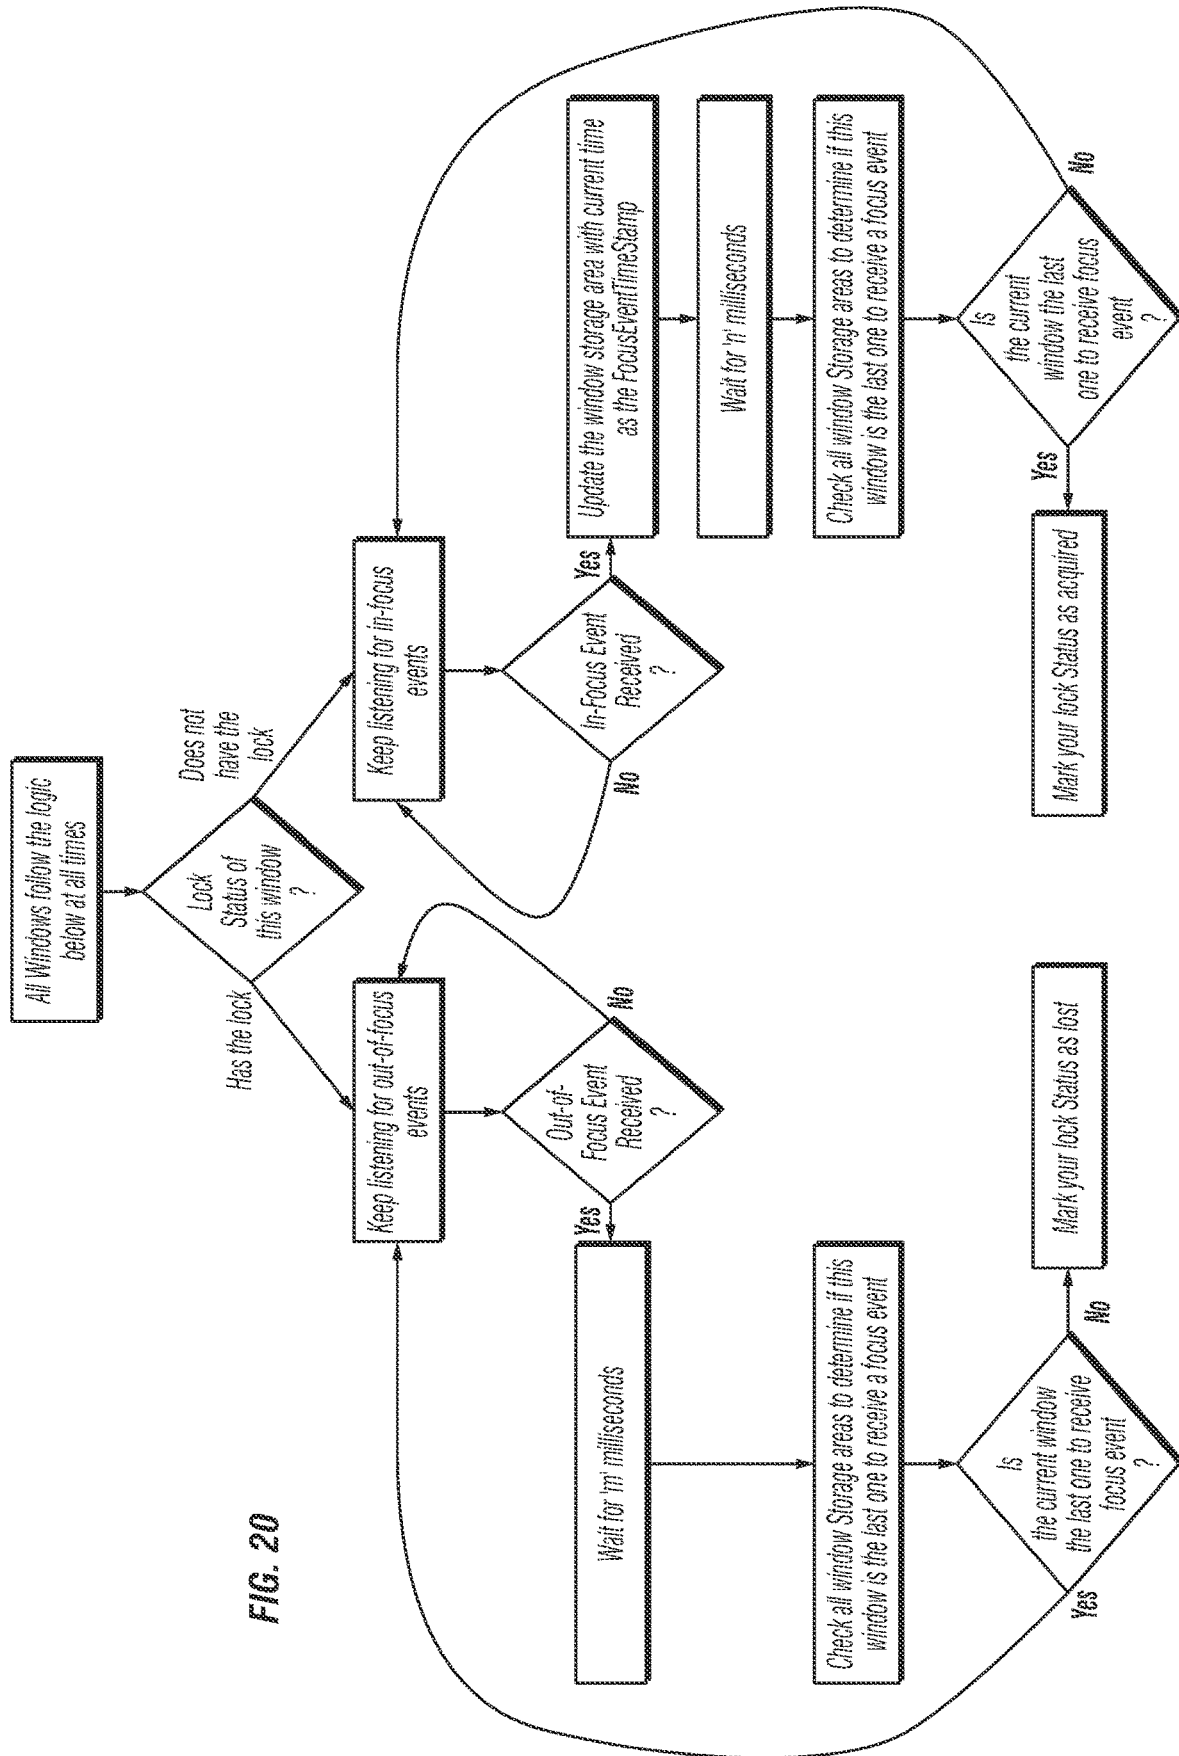 FIG. 20
All Windows follow the logic
below at all times
Lock
Status of
this window
?
Has the lock
Does not
have the
lock
Keep listening for out-of-focus
events
Out-of-
Focus Event
Received
?
No
Yes
Wait for 'm' milliseconds
Check all window Storage areas to determine if this
window is the last one to receive a focus event
Is
the current window
the last one to receive
focus event
?
Yes
No
Mark your lock Status as lost
Keep listening for in-focus
events
In-Focus Event
Received
?
No
Yes
Update the window storage area with current time
as the FocusEventTimeStamp
Wait for 'n' milliseconds
Check all window Storage areas to determine if this
window is the last one to receive a focus event
Is
the current
window the last
one to receive focus
event
?
Yes
No
Mark your lock Status as acquired